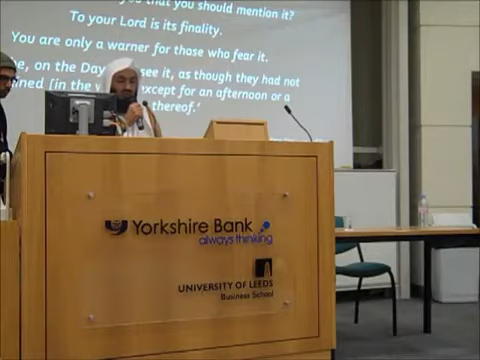 you that you should mention it?
To your Lord is its finality.
You are only a warner for those who fear it.
on the Day see it, as though they had not
[in the except for an afternoon or a
thereof.'
Yorkshire Bank
always thinking
UNIVERSITY OF LEEDS
Business School